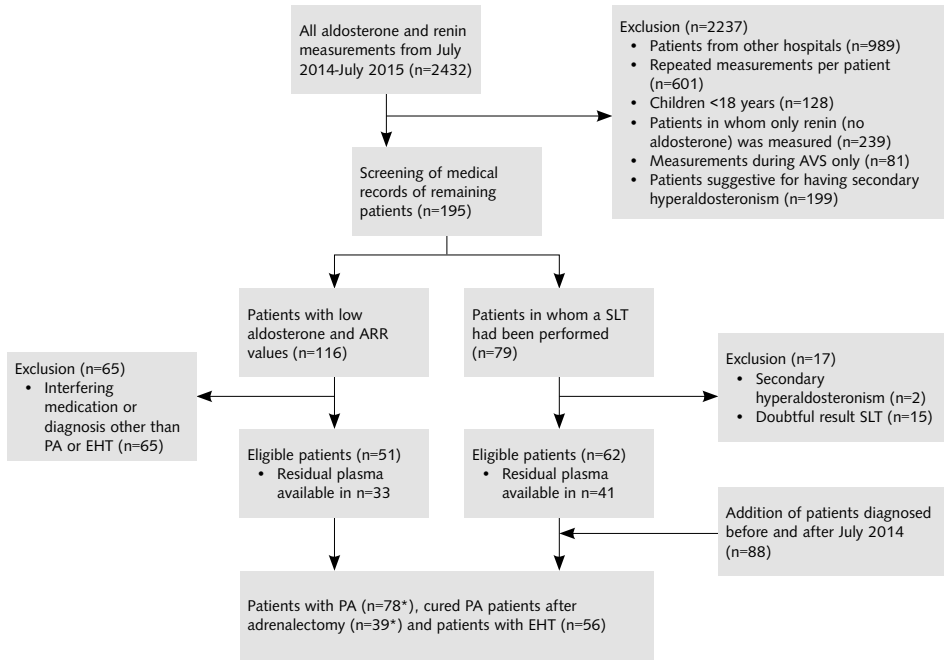 All aldosterone and renin
measurements from July
2014-July 2015 (n=2432)
Exclusion (n=2237)
• Patients from other hospitals (n=989)
• Repeated measurements per patient
(n=601)
• Children <18 years (n=128)
• Patients in whom only renin (no
aldosterone) was measured (n=239)
• Measurements during AVS only (n=81)
• Patients suggestive for having secondary
hyperaldosteronism (n=199)
Screening of medical
records of remaining
patients (n=195)
Patients with low
aldosterone and ARR
values (n=116)
Patients in whom a SLT
had been performed
(n=79)
Exclusion (n=65)
• Interfering
medication or
diagnosis other than
PA or EHT (n=65)
Exclusion (n=17)
• Secondary
hyperaldosteronism (n=2)
• Doubtful result SLT (n=15)
Eligible patients (n=51)
• Residual plasma
available in n=33
Eligible patients (n=62)
• Residual plasma
available in n=41
Addition of patients diagnosed
before and after July 2014
(n=88)
Patients with PA (n=78*), cured PA patients after
adrenalectomy (n=39*) and patients with EHT (n=56)